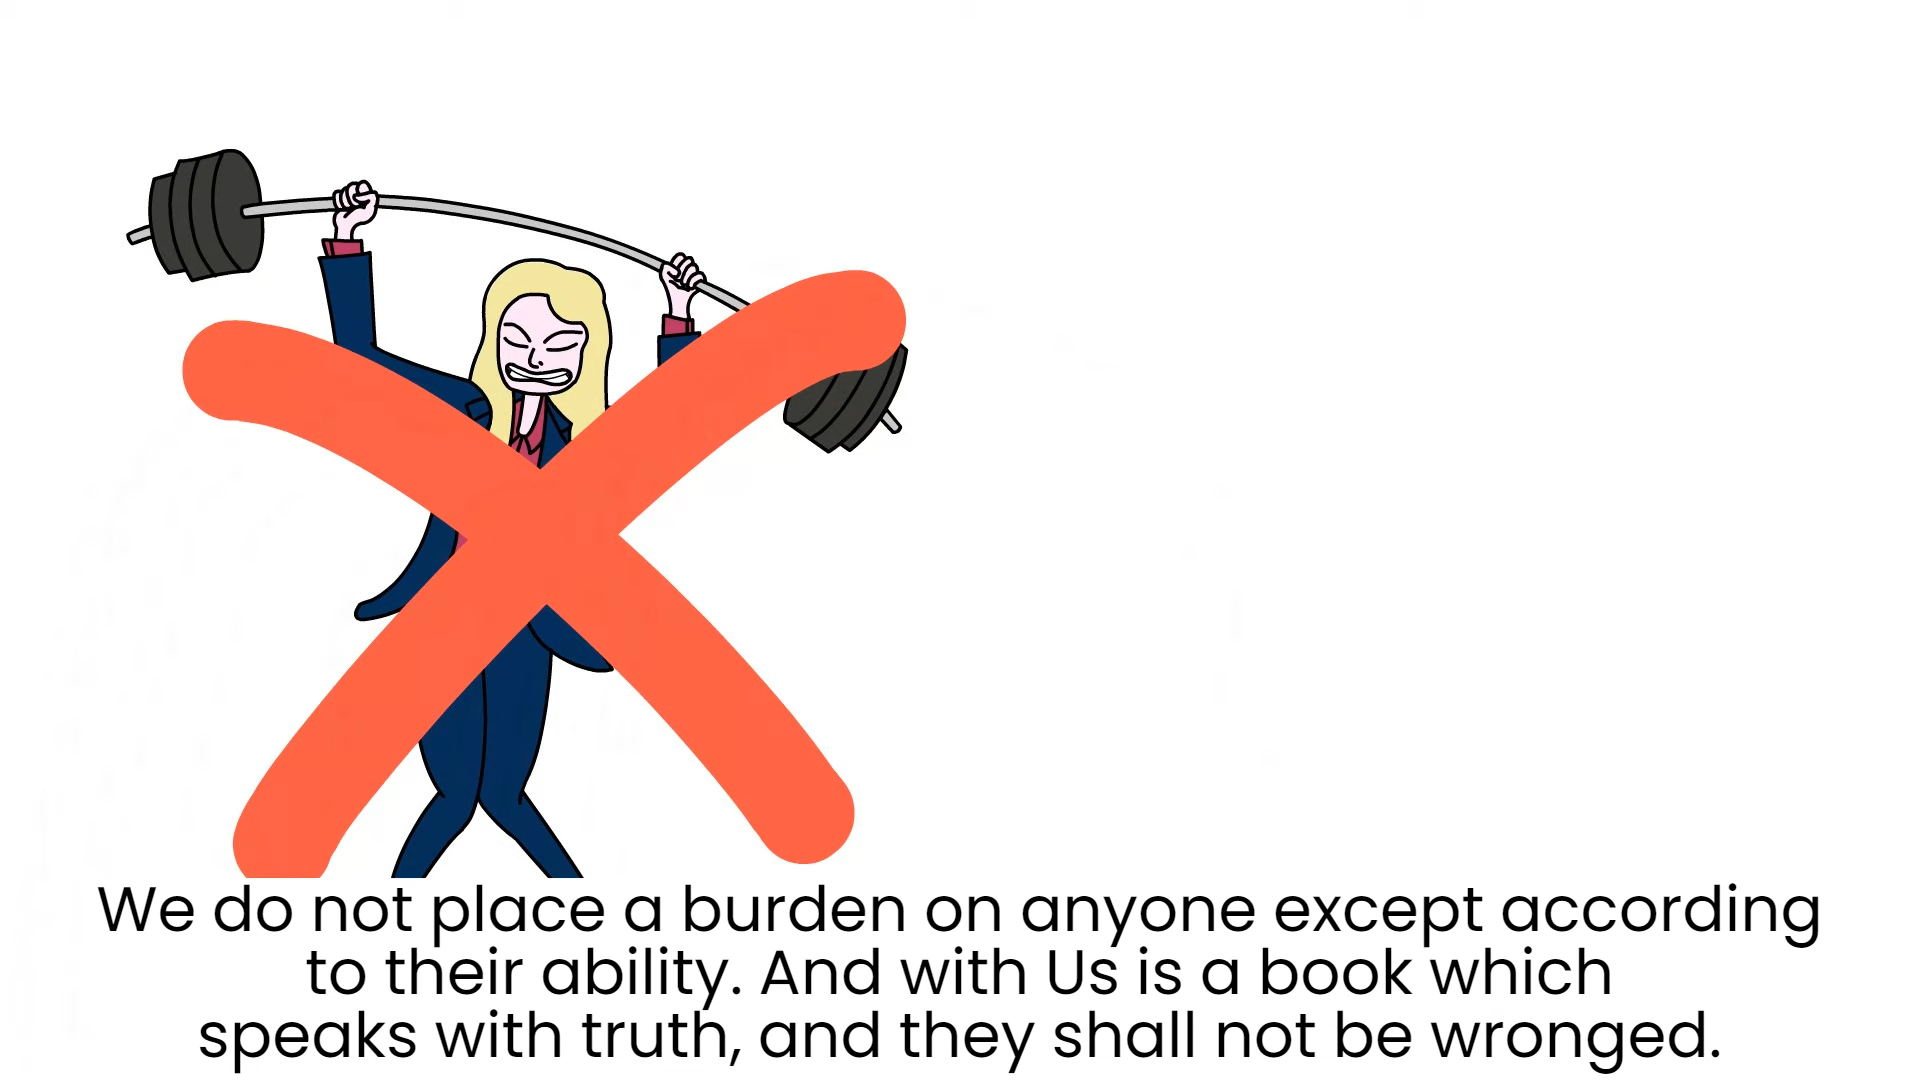 We do not place a burden on anyone except according
to their ability. And with Us is a book which
speaks with truth, and they shall not be wronged.